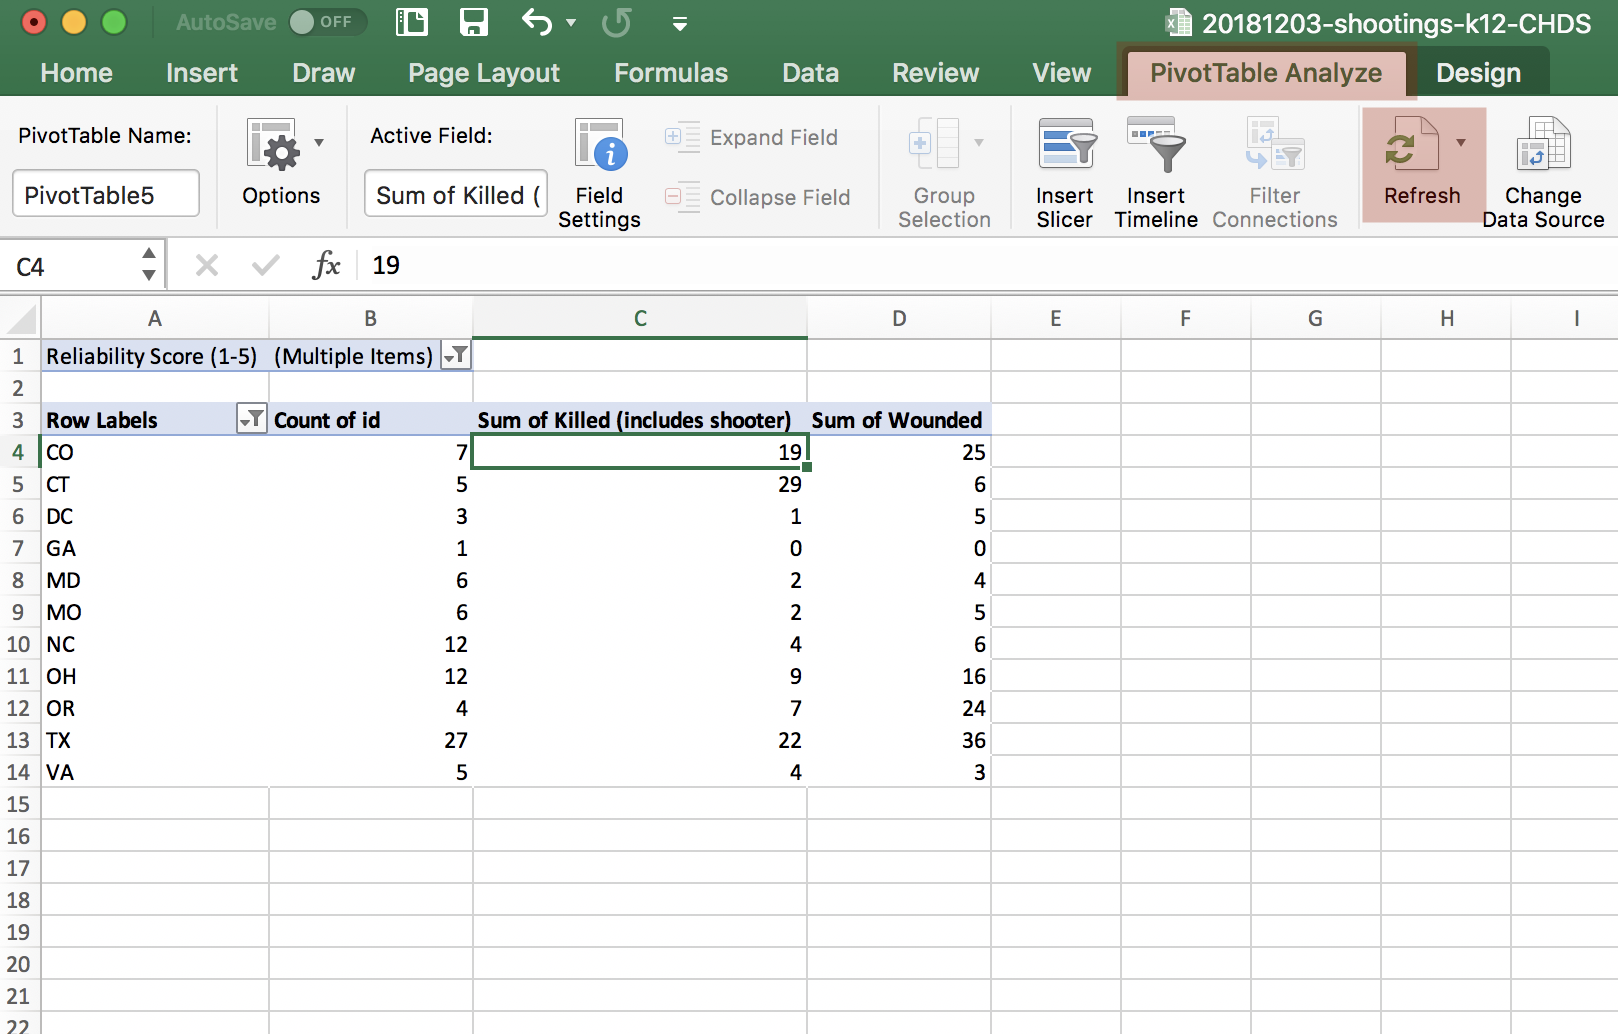 AutoSave OFF 20181203-shootings-k12-CHDS
Home Insert Draw Page Layout Formulas Data Review View PivotTable Analyze Design
PivotTable Name: Active Field: Expand Field
PivotTable5 Options Sum of Killed ( Field Settings Collapse Field Group Selection Insert Slicer Insert Timeline Filter Connections Refresh Change Data Source
C4 fx 19
A B C D E F G H I
1 Reliability Score (1-5) (Multiple Items)
2
3 Row Labels Count of id Sum of Killed (includes shooter) Sum of Wounded
4 CO 7 19 25
5 CT 5 29 6
6 DC 3 1 5
7 GA 1 0 0
8 MD 6 2 4
9 MO 6 2 5
10 NC 12 4 6
11 OH 12 9 16
12 OR 4 7 24
13 TX 27 22 36
14 VA 5 4 3
15
16
17
18
19
20
21
22